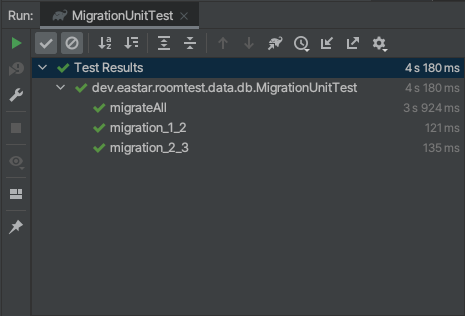 Run: MigrationUnitTest
Test Results 4 s 180 ms
dev.eastar.roomtest.data.db.MigrationUnitTest 4 s 180 ms
migrateAll 3 s 924 ms
migration_1_2 121 ms
migration_2_3 135 ms